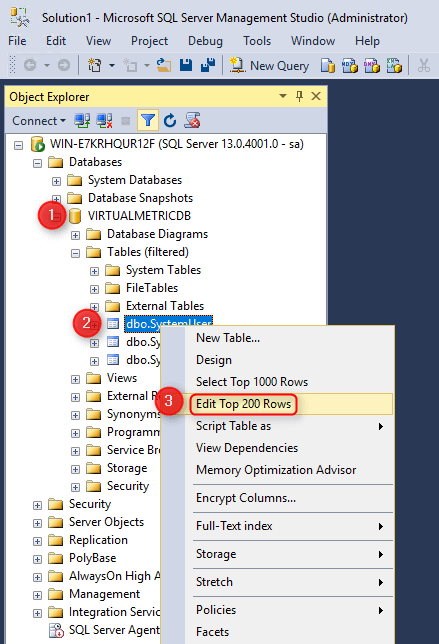 Solution1 - Microsoft SQL Server Management Studio (Administrator)
File Edit View Project Debug Tools Window Help
New Query
Object Explorer
Connect
WIN-E7KRHQUR12F (SQL Server 13.0.4001.0 - sa)
Databases
System Databases
Database Snapshots
1 VIRTUALMETRICDB
Database Diagrams
Tables (filtered)
System Tables
FileTables
External Tables
2 dbo.SystemUser
dbo.Sy
dbo.Sy
Views
External R
Synonyms
Programm
Service Bro
Storage
Security
Security
Server Objects
Replication
PolyBase
AlwaysOn High A
Management
Integration Servic
SQL Server Agent
New Table...
Design
Select Top 1000 Rows
3 Edit Top 200 Rows
Script Table as
View Dependencies
Memory Optimization Advisor
Encrypt Columns...
Full-Text index
Storage
Stretch
Policies
Facets